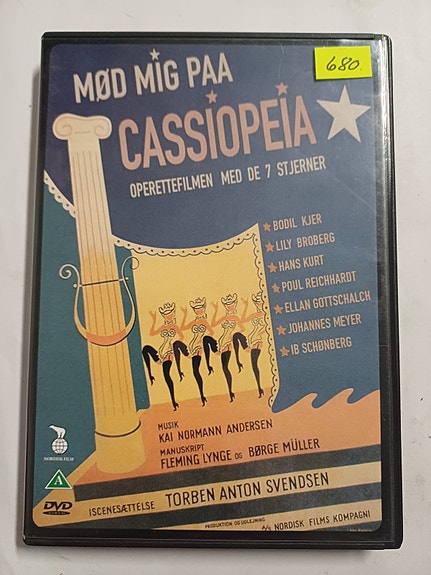 680
MØD MIG PAA
CASSIOPEIA
OPERETTEFILMEN MED DE 7 STJERNER
BODIL KJER
LILY BROBERG
HANS KURT
POUL REICHHARDT
ELLAN GOTTSCHALCH
JOHANNES MEYER
IB SCHØNBERG
MUSIK
KAI NORMANN ANDERSEN
MANUSKRIPT
FLEMING LYNGE OG BØRGE MÜLLER
NORDISK FILM
A
DVD
VIDEO
ISCENESÆTTELSE TORBEN ANTON SVENDSEN
PRODUKTION OG UDLEJNING
A/S NORDISK FILMS KOMPAGNI